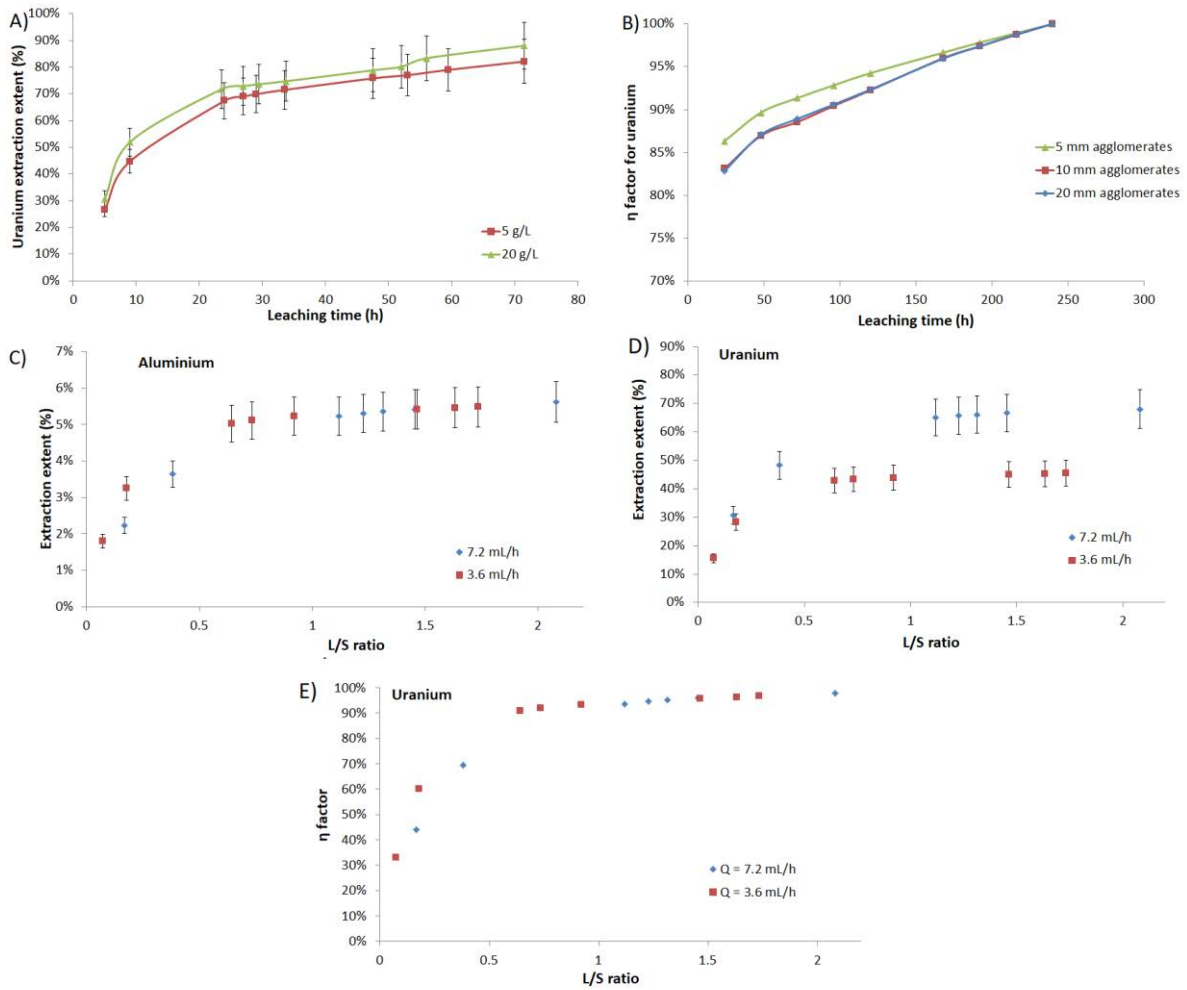 A)
100%
90%
80%
70%
60%
50%
40%
30%
20%
10%
0%
Uranium extraction extent (%)
5 g/L
20 g/L
0 10 20 30 40 50 60 70 80
Leaching time (h)
B)
100%
95%
90%
85%
80%
75%
70%
η factor for uranium
5 mm agglomerates
10 mm agglomerates
20 mm agglomerates
0 50 100 150 200 250 300
Leaching time (h)
C)
Aluminium
7%
6%
5%
4%
3%
2%
1%
0%
Extraction extent (%)
7.2 mL/h
3.6 mL/h
0 0.5 1 1.5 2
L/S ratio
D)
Uranium
90%
80%
70%
60%
50%
40%
30%
20%
10%
0%
Extraction extent (%)
7.2 mL/h
3.6 mL/h
0 0.5 1 1.5 2
L/S ratio
E)
Uranium
100%
90%
80%
70%
60%
50%
40%
30%
20%
10%
0%
η factor
Q = 7.2 mL/h
Q = 3.6 mL/h
0 0.5 1 1.5 2
L/S ratio